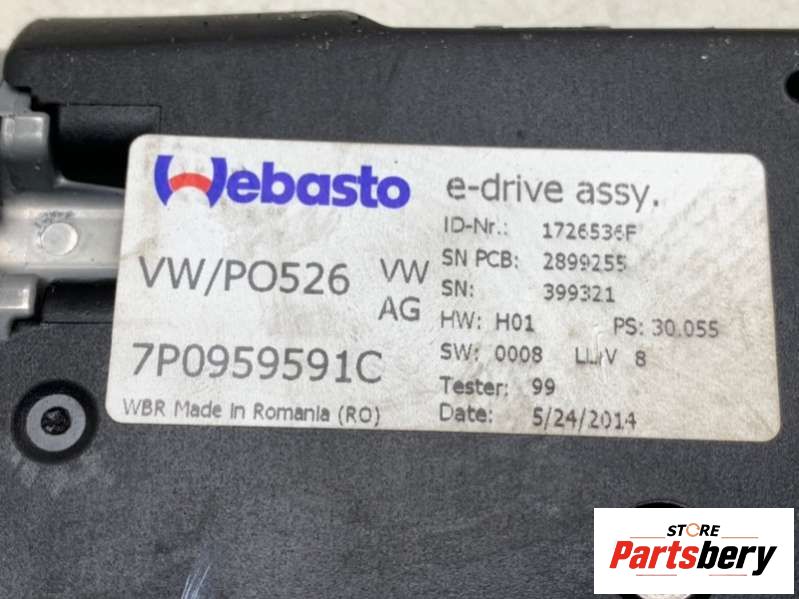 Webasto
e-drive assy.
ID-Nr.: 1726536F
SN PCB: 2899255
SN: 399321
VW/PO526 VW AG
HW: H01 PS: 30.055
SW: 0008 8
7P0959591C
Tester: 99
WBR Made in Romania (RO)
Date: 5/24/2014
STORE
Partsbery